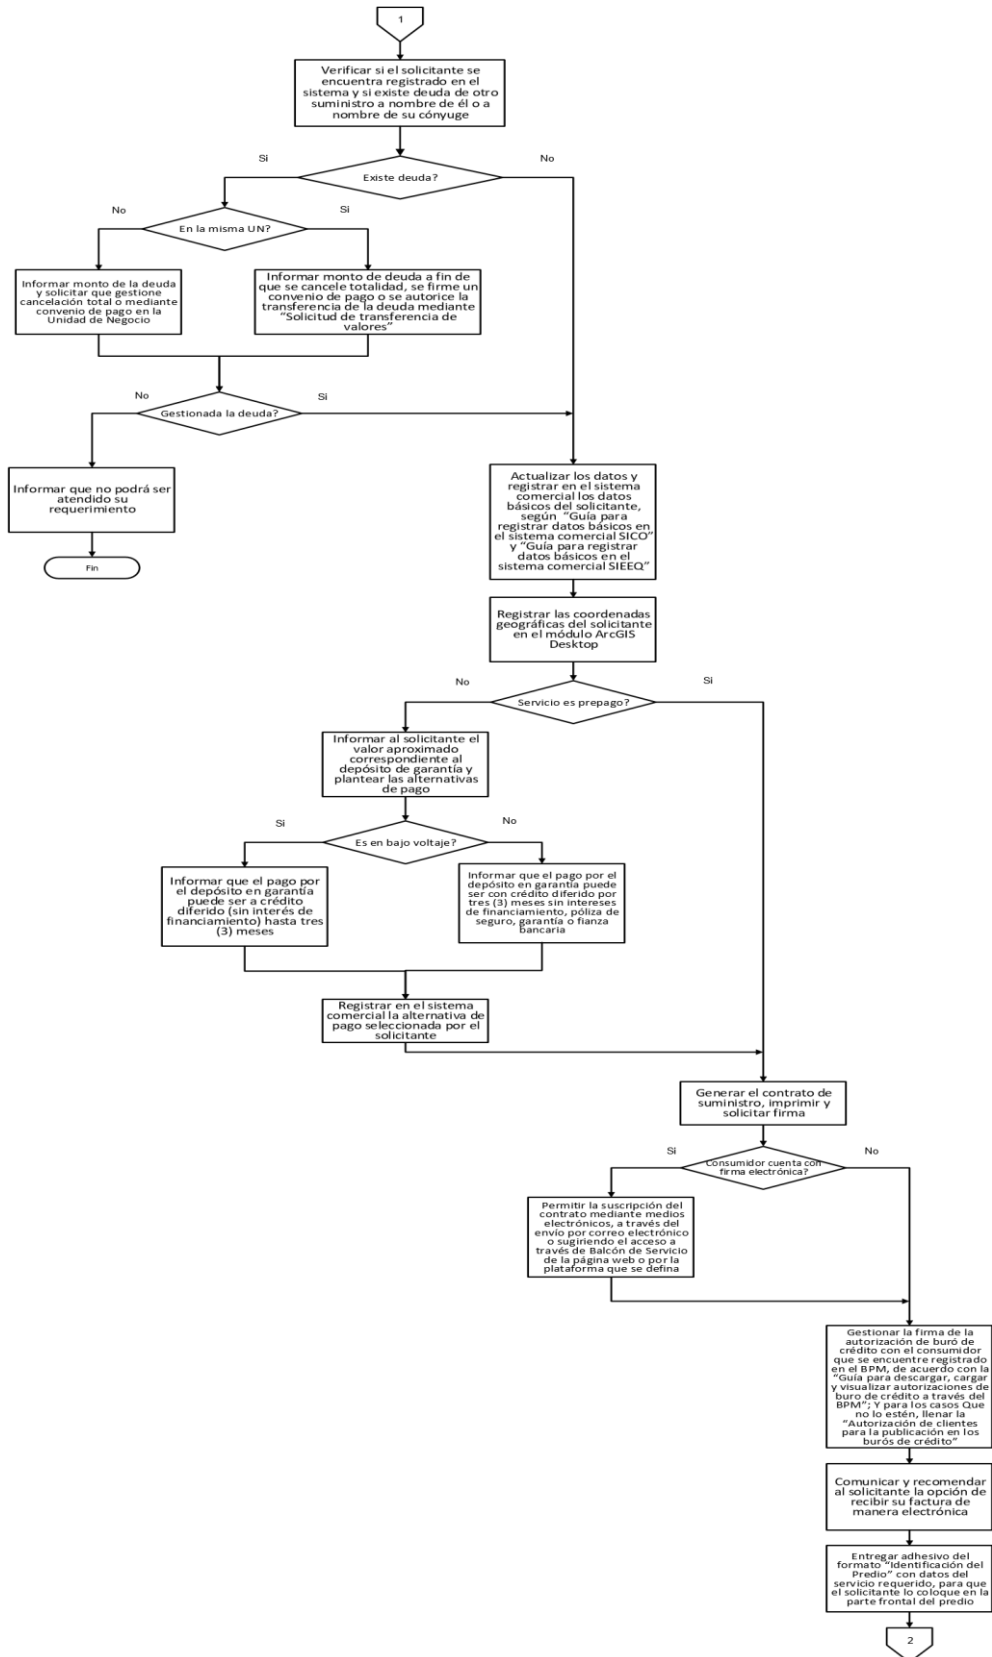 1
Verificar si el solicitante se
encuentra registrado en el
sistema y si existe deuda de otro
suministro a nombre de él o a
nombre de su cónyuge
Si
No
Existe deuda?
No
Si
En la misma UN?
Informar monto de la deuda
y solicitar que gestione
cancelación total o mediante
convenio de pago en la
Unidad de Negocio
Informar monto de deuda a fin de
que se cancele totalidad, se firme un
convenio de pago o se autorice la
transferencia de la deuda mediante
“Solicitud de transferencia de
valores”
No
Si
Gestionada la deuda?
Informar que no podrá ser
atendido su
requerimiento
Fin
Actualizar los datos y
registrar en el sistema
comercial los datos
básicos del solicitante,
según “Guía para
registrar datos básicos en
el sistema comercial SICO”
y “Guía para registrar
datos básicos en el
sistema comercial SIEEQ”
Registrar las coordenadas
geográficas del solicitante
en el módulo ArcGIS
Desktop
No
Si
Servicio es prepago?
Informar al solicitante el
valor aproximado
correspondiente al
depósito de garantía y
plantear las alternativas
de pago
Si
No
Es en bajo voltaje?
Informar que el pago por
el depósito en garantía
puede ser a crédito
diferido (sin interés de
financiamiento) hasta tres
(3) meses
Informar que el pago por el
depósito en garantía puede
ser con crédito diferido por
tres (3) meses sin intereses
de financiamiento, póliza de
seguro, garantía o fianza
bancaria
Registrar en el sistema
comercial la alternativa de
pago seleccionada por el
solicitante
Generar el contrato de
suministro, imprimir y
solicitar firma
Si
No
Consumidor cuenta con
firma electrónica?
Permitir la suscripción del
contrato mediante medios
electrónicos, a través del
envío por correo electrónico
o sugiriendo el acceso a
través de Balcón de Servicio
de la página web o por la
plataforma que se defina
Gestionar la firma de la
autorización de buró de
crédito con el consumidor
que se encuentre registrado
en el BPM, de acuerdo con la
“Guía para descargar, cargar
y visualizar autorizaciones de
buro de crédito a través del
BPM”; Y para los casos Que
no lo estén, llenar la
“Autorización de clientes
para la publicación en los
burós de crédito”
Comunicar y recomendar
al solicitante la opción de
recibir su factura de
manera electrónica
Entregar adhesivo del
formato “Identificación del
Predio” con datos del
servicio requerido, para que
el solicitante lo coloque en la
parte frontal del predio
2